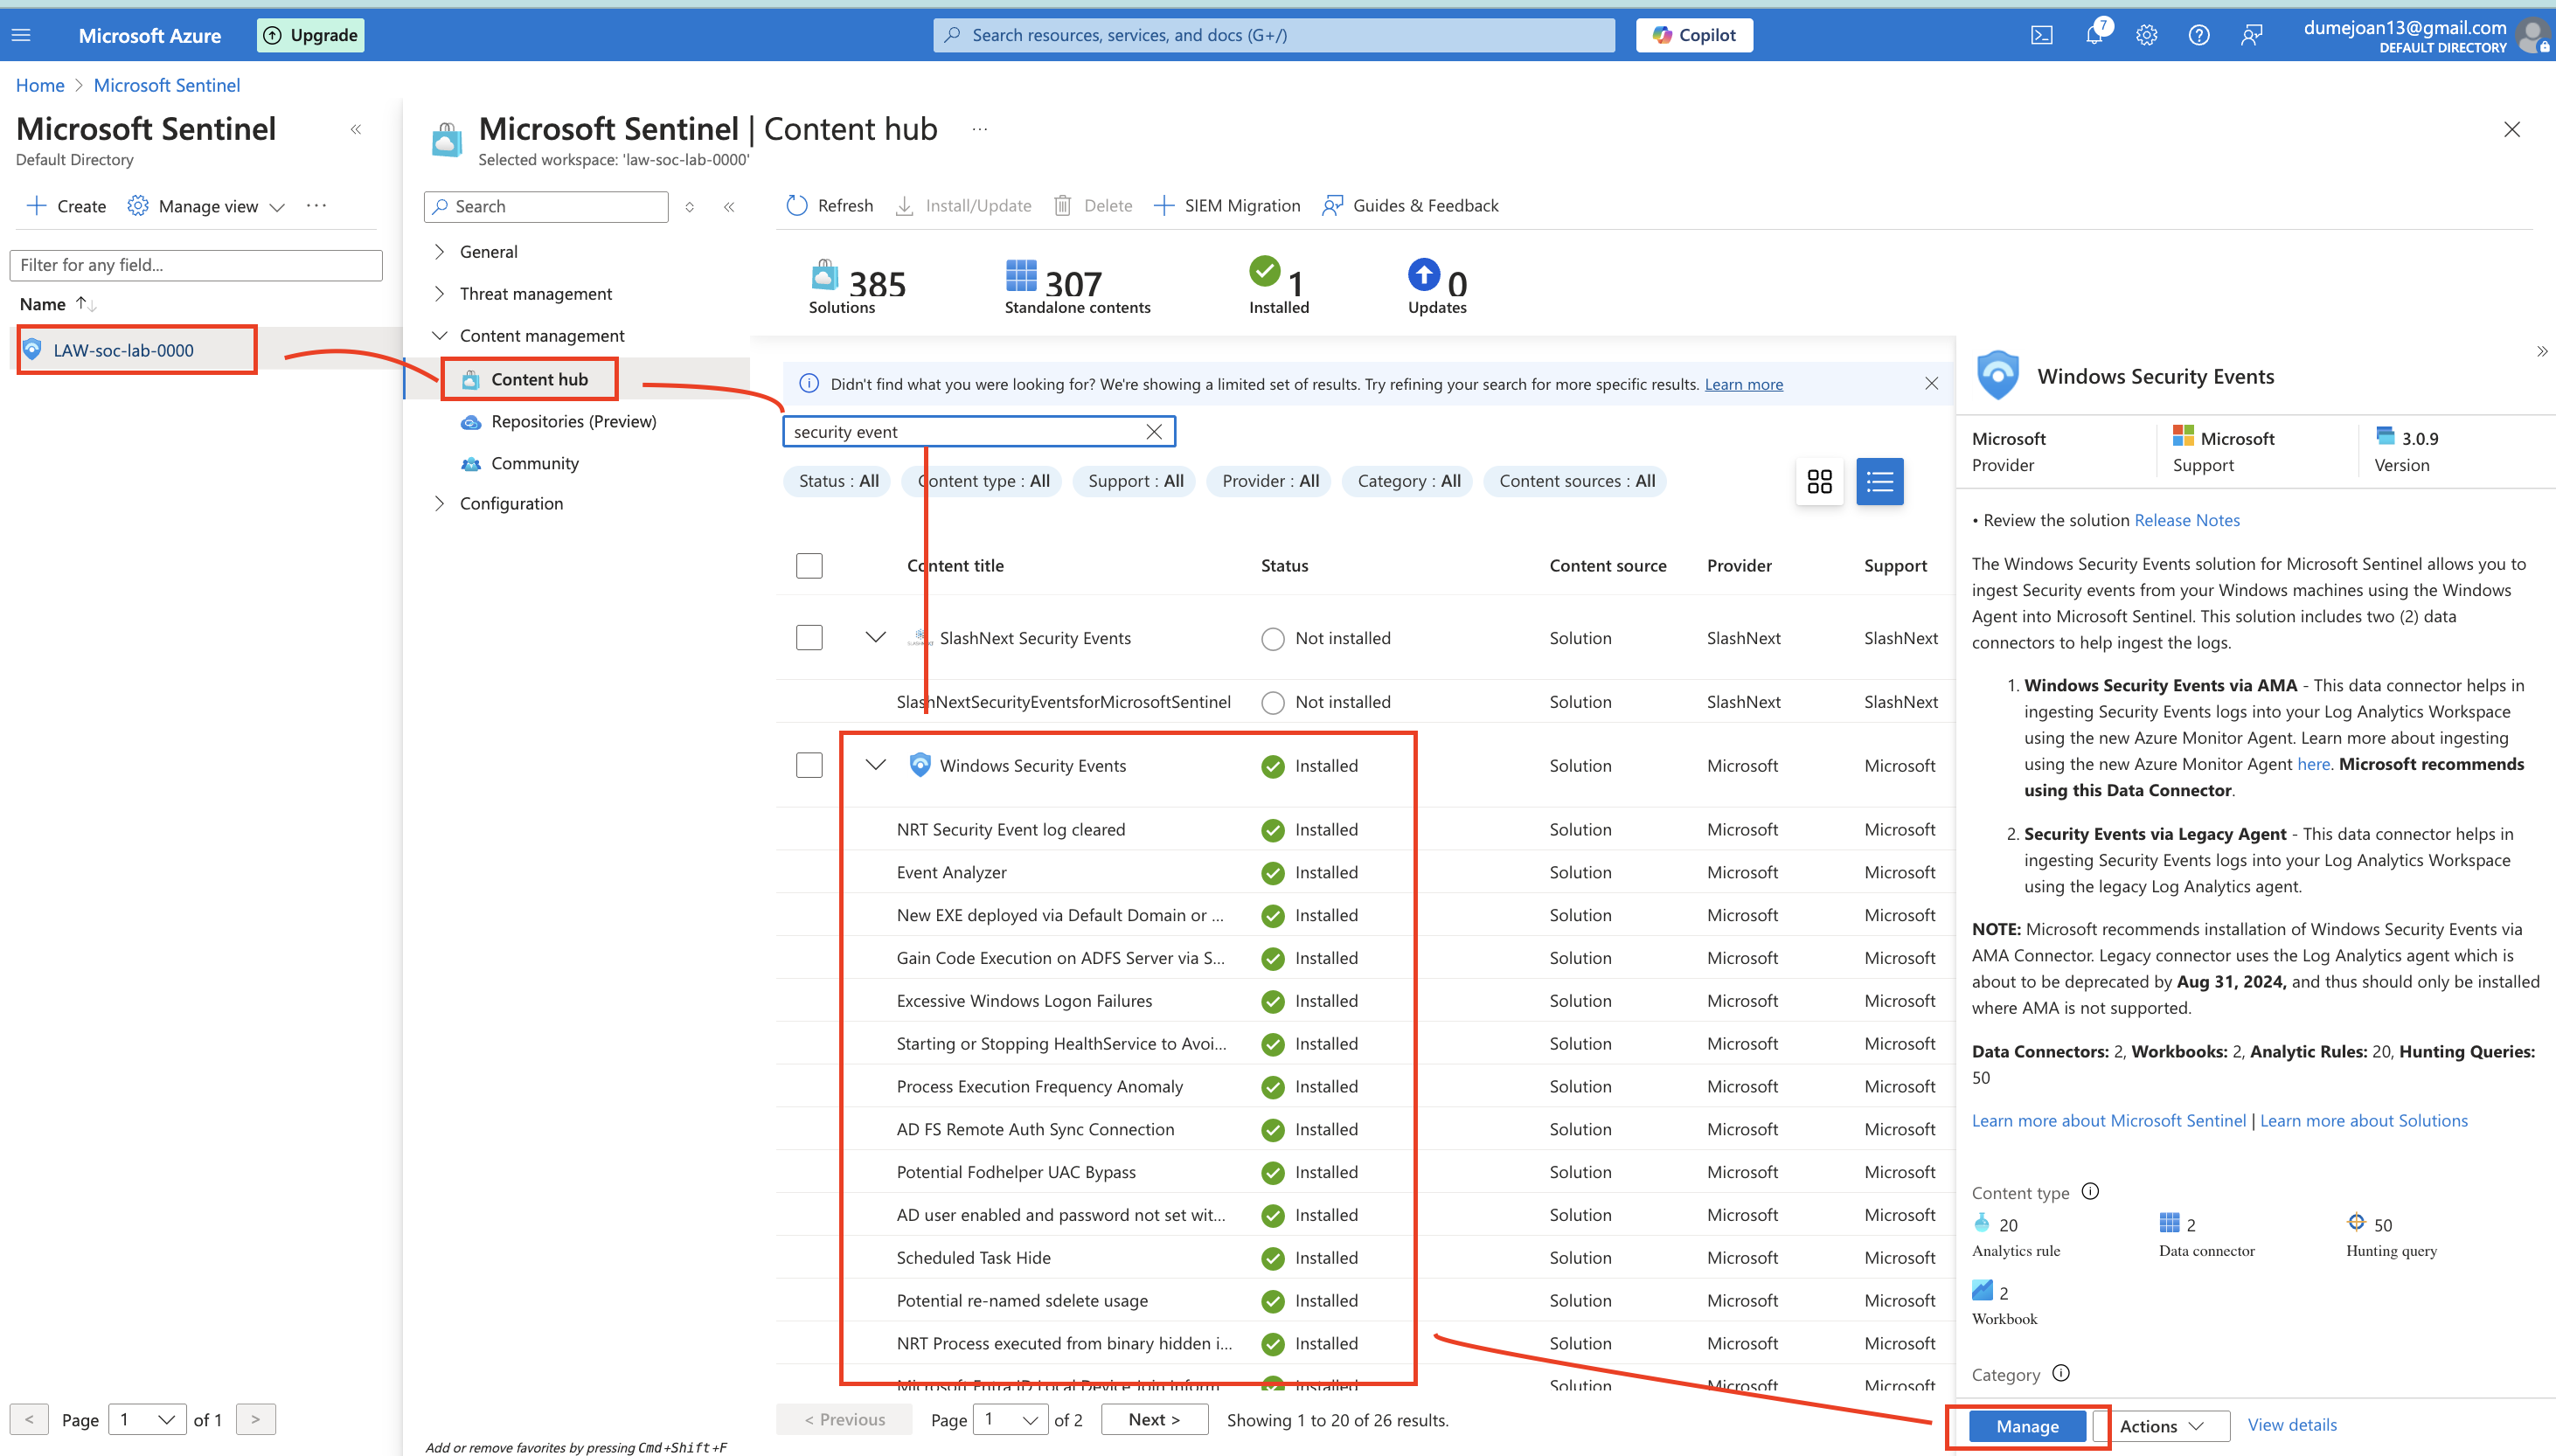 Microsoft Azure
Upgrade
Search resources, services, and docs (G+/)
Copilot
7
dumejoan13@gmail.com
DEFAULT DIRECTORY
Home > Microsoft Sentinel
Microsoft Sentinel
Default Directory
Create
Manage view
Filter for any field...
Name
LAW-soc-lab-0000
< Page 1 of 1 >
Microsoft Sentinel | Content hub
Selected workspace: 'law-soc-lab-0000'
Search
General
Threat management
Content management
Content hub
Repositories (Preview)
Community
Configuration
Add or remove favorites by pressing Cmd+Shift+F
Refresh
Install/Update
Delete
SIEM Migration
Guides & Feedback
385 Solutions
307 Standalone contents
1 Installed
0 Updates
Didn't find what you were looking for? We're showing a limited set of results. Try refining your search for more specific results. Learn more
security event
Status : All
Content type : All
Support : All
Provider : All
Category : All
Content sources : All
Content title Status Content source Provider Support
SlashNext Security Events Not installed Solution SlashNext SlashNext
SlashNextSecurityEventsforMicrosoftSentinel Not installed Solution SlashNext SlashNext
Windows Security Events Installed Solution Microsoft Microsoft
NRT Security Event log cleared Installed Solution Microsoft Microsoft
Event Analyzer Installed Solution Microsoft Microsoft
New EXE deployed via Default Domain or ... Installed Solution Microsoft Microsoft
Gain Code Execution on ADFS Server via S... Installed Solution Microsoft Microsoft
Excessive Windows Logon Failures Installed Solution Microsoft Microsoft
Starting or Stopping HealthService to Avoi... Installed Solution Microsoft Microsoft
Process Execution Frequency Anomaly Installed Solution Microsoft Microsoft
AD FS Remote Auth Sync Connection Installed Solution Microsoft Microsoft
Potential Fodhelper UAC Bypass Installed Solution Microsoft Microsoft
AD user enabled and password not set wit... Installed Solution Microsoft Microsoft
Scheduled Task Hide Installed Solution Microsoft Microsoft
Potential re-named sdelete usage Installed Solution Microsoft Microsoft
NRT Process executed from binary hidden i... Installed Solution Microsoft Microsoft
Microsoft Entra ID Local Device Join Inform... Installed Solution Microsoft Microsoft
< Previous Page 1 of 2 Next > Showing 1 to 20 of 26 results.
Windows Security Events
Microsoft
Provider
Microsoft
Support
3.0.9
Version
• Review the solution Release Notes
The Windows Security Events solution for Microsoft Sentinel allows you to
ingest Security events from your Windows machines using the Windows
Agent into Microsoft Sentinel. This solution includes two (2) data
connectors to help ingest the logs.
1. Windows Security Events via AMA - This data connector helps in
ingesting Security Events logs into your Log Analytics Workspace
using the new Azure Monitor Agent. Learn more about ingesting
using the new Azure Monitor Agent here. Microsoft recommends
using this Data Connector.
2. Security Events via Legacy Agent - This data connector helps in
ingesting Security Events logs into your Log Analytics Workspace
using the legacy Log Analytics agent.
NOTE: Microsoft recommends installation of Windows Security Events via
AMA Connector. Legacy connector uses the Log Analytics agent which is
about to be deprecated by Aug 31, 2024, and thus should only be installed
where AMA is not supported.
Data Connectors: 2, Workbooks: 2, Analytic Rules: 20, Hunting Queries:
50
Learn more about Microsoft Sentinel | Learn more about Solutions
Content type
20
Analytics rule
2
Data connector
50
Hunting query
2
Workbook
Category
Manage
Actions
View details